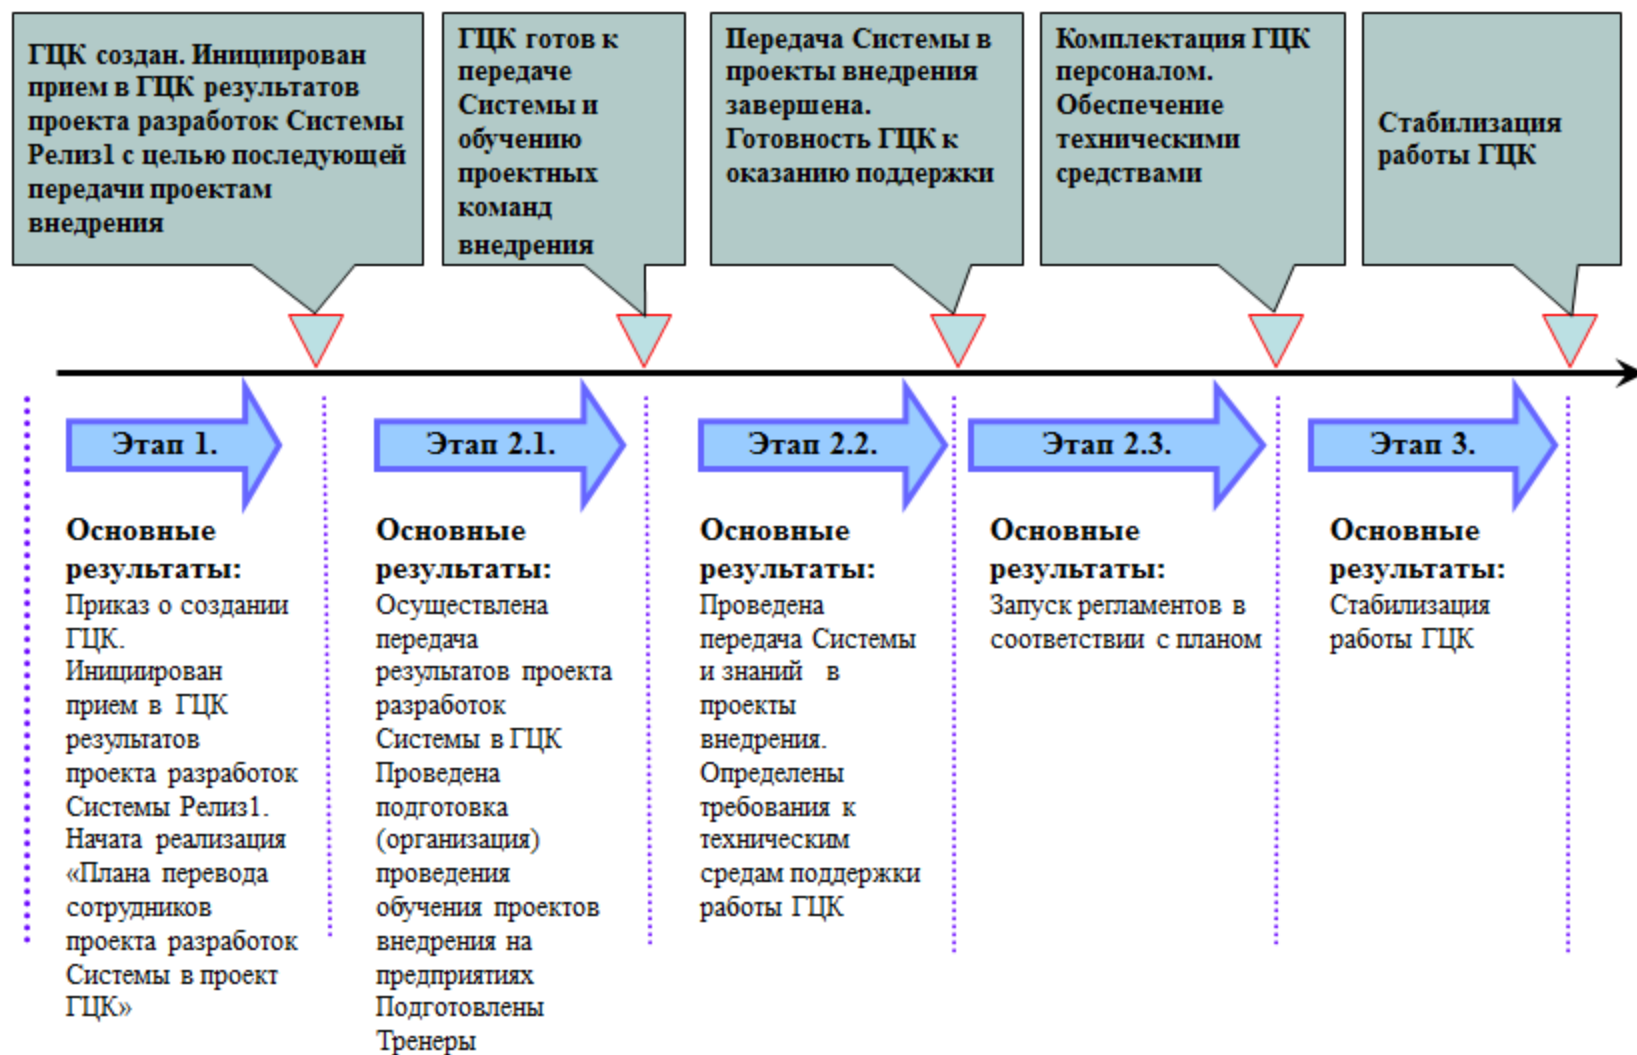 ГЦК создан. Инициирован
прием в ГЦК результатов
проекта разработок Системы
Релиз1 с целью последующей
передачи проектам
внедрения
ГЦК готов к
передаче
Системы и
обучению
проектных
команд
внедрения
Передача Системы в
проекты внедрения
завершена.
Готовность ГЦК к
оказанию поддержки
Комплектация ГЦК
персоналом.
Обеспечение
техническими
средствами
Стабилизация
работы ГЦК
Этап 1.
Этап 2.1.
Этап 2.2.
Этап 2.3.
Этап 3.
Основные
результаты:
Приказ о создании
ГЦК.
Инициирован
прием в ГЦК
результатов
проекта разработок
Системы Релиз1.
Начата реализация
«Плана перевода
сотрудников
проекта разработок
Системы в проект
ГЦК»
Основные
результаты:
Осуществлена
передача
результатов проекта
разработок
Системы в ГЦК
Проведена
подготовка
(организация)
проведения
обучения проектов
внедрения на
предприятиях
Подготовлены
Тренеры
Основные
результаты:
Проведена
передача Системы
и знаний в
проекты
внедрения.
Определены
требования к
техническим
средам поддержки
работы ГЦК
Основные
результаты:
Запуск регламентов в
соответствии с планом
Основные
результаты:
Стабилизация
работы ГЦК